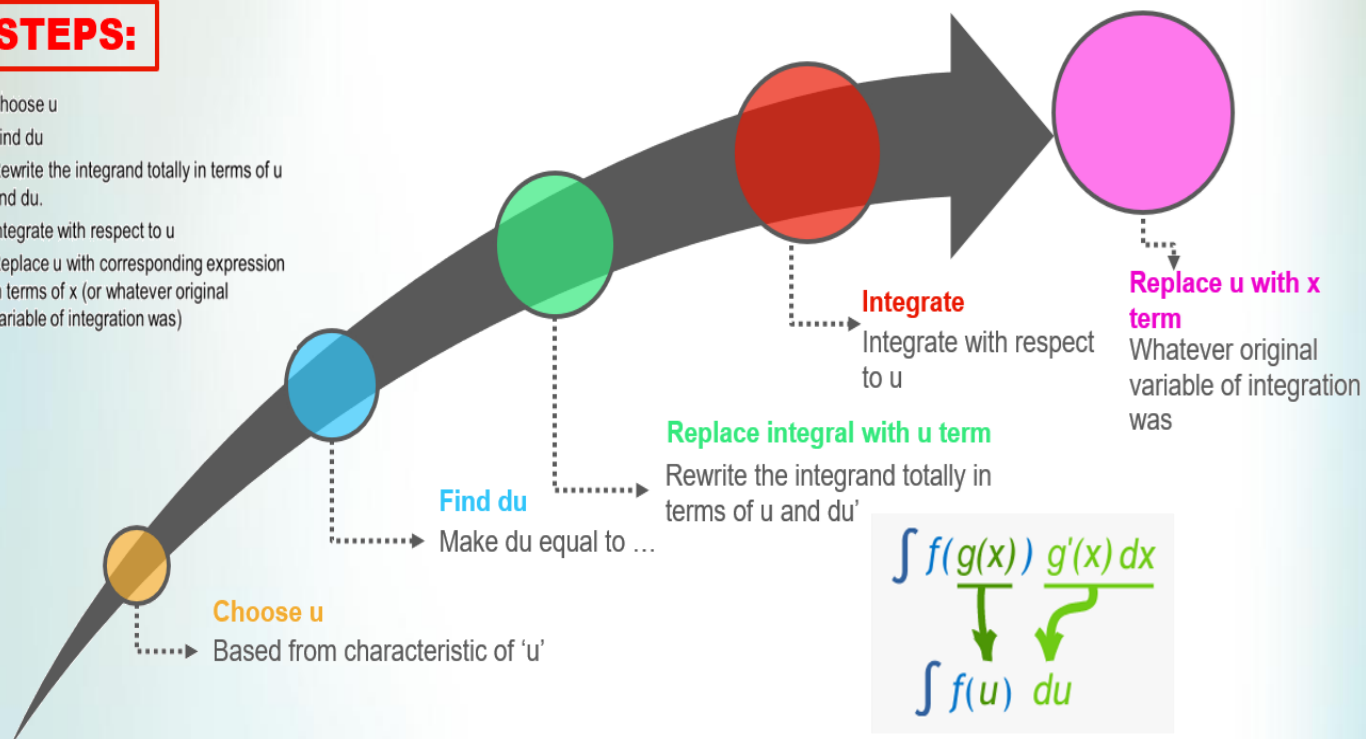 STEPS:
hoose u
ind du
ewrite the integrand totally in terms of u
nd du.
ntegrate with respect to u
eplace u with corresponding expression
terms of x (or whatever original
ariable of integration was)
Replace u with x
term
Whatever original
variable of integration
was
Integrate
Integrate with respect
to u
Replace integral with u term
Rewrite the integrand totally in
terms of u and du’
Find du
Make du equal to …
Choose u
Based from characteristic of ‘u’
∫ f(g(x)) g'(x) dx
∫ f(u) du